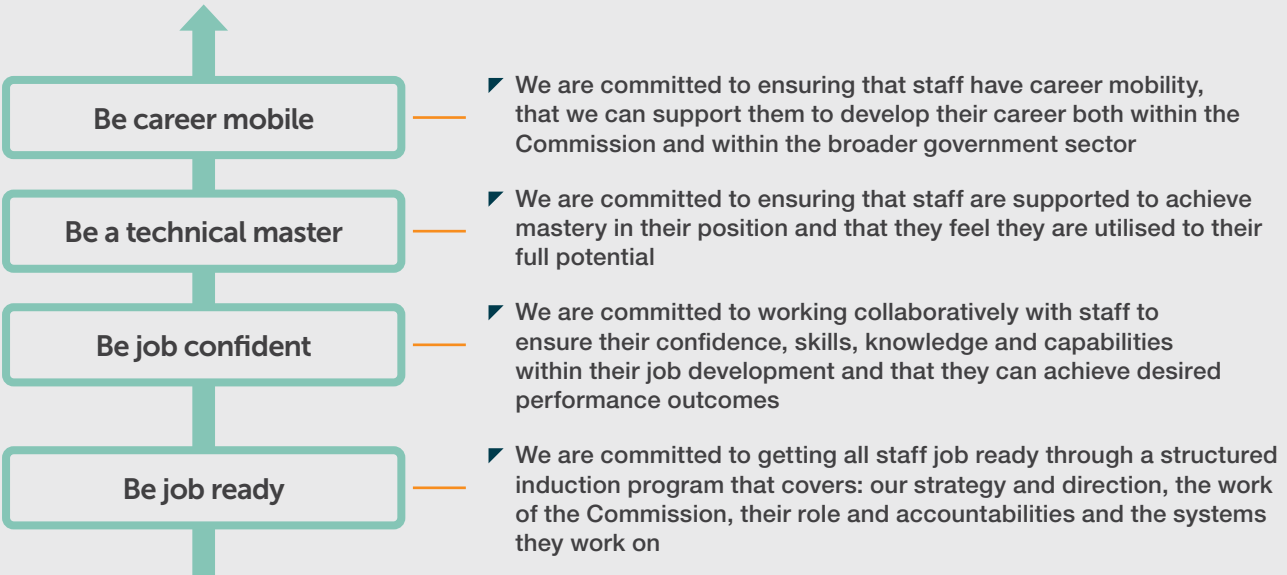 Be career mobile
We are committed to ensuring that staff have career mobility,
that we can support them to develop their career both within the
Commission and within the broader government sector
Be a technical master
We are committed to ensuring that staff are supported to achieve
mastery in their position and that they feel they are utilised to their
full potential
Be job confident
We are committed to working collaboratively with staff to
ensure their confidence, skills, knowledge and capabilities
within their job development and that they can achieve desired
performance outcomes
Be job ready
We are committed to getting all staff job ready through a structured
induction program that covers: our strategy and direction, the work
of the Commission, their role and accountabilities and the systems
they work on